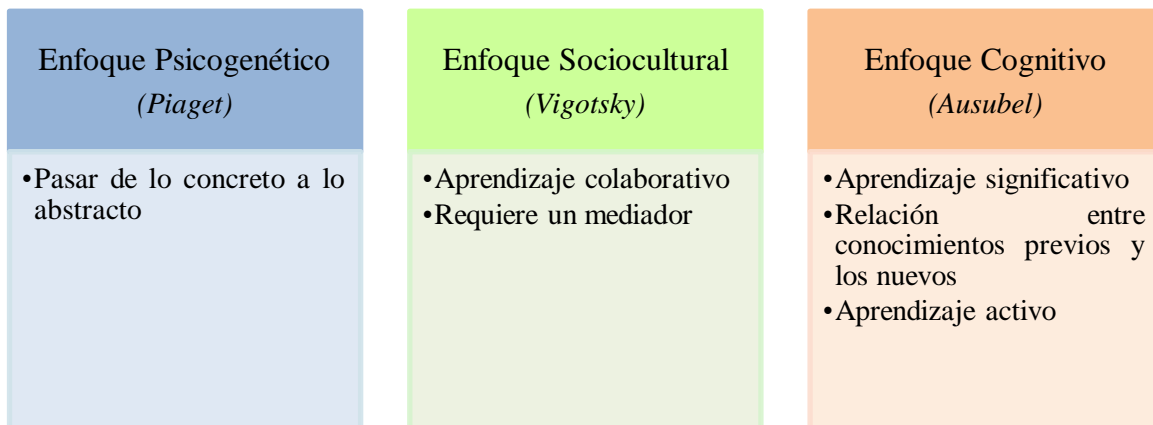 Enfoque Psicogenético
(Piaget)
•Pasar de lo concreto a lo
abstracto
Enfoque Sociocultural
(Vigotsky)
•Aprendizaje colaborativo
•Requiere un mediador
Enfoque Cognitivo
(Ausubel)
•Aprendizaje significativo
•Relación entre
conocimientos previos y
los nuevos
•Aprendizaje activo